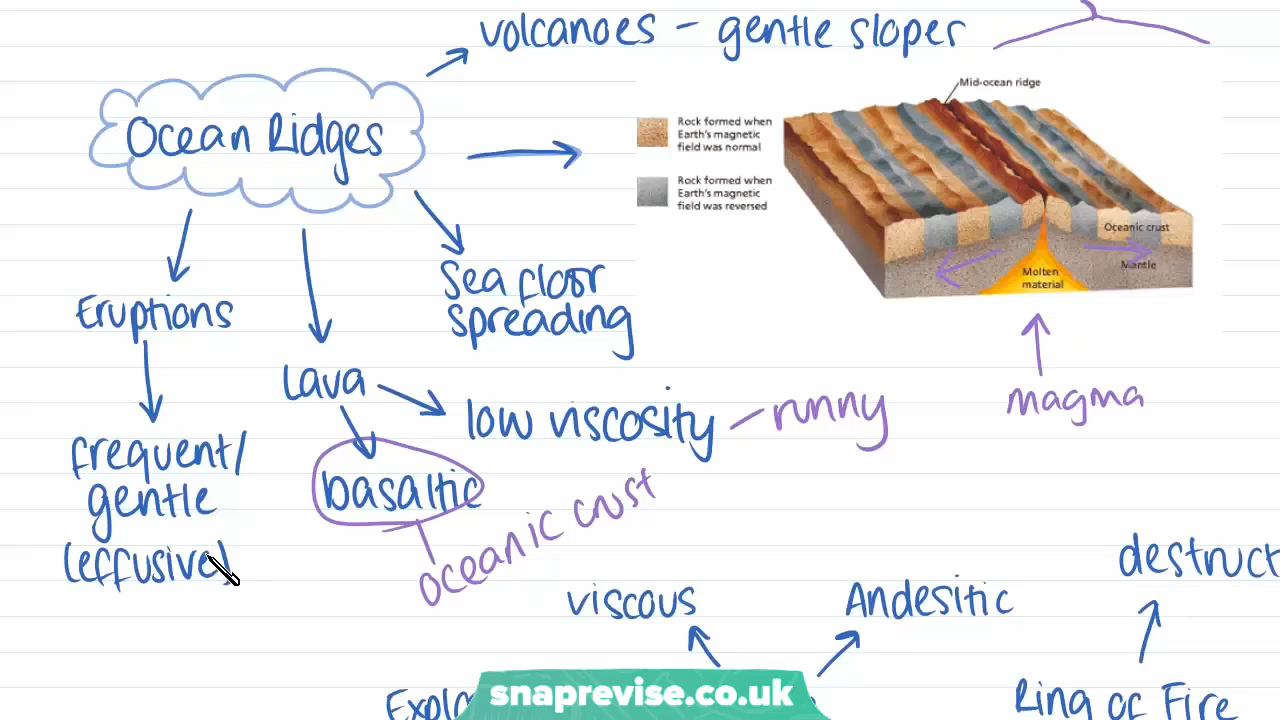 volcanoes - gentle sloper
Ocean Ridges
Mid-ocean ridge
Rock formed when
Earth's magnetic
field was normal
Rock formed when
Earth's magnetic
field was reversed
Oceanic crust
Mantle
Molten
material
Eruptions
Sea floor
spreading
Lava
low viscosity - runny
magma
frequent/
gentle
(effusive)
basaltic
oceanic crust
viscous
Andesitic
destruct
Explo
Ring of Fire
snaprevise.co.uk